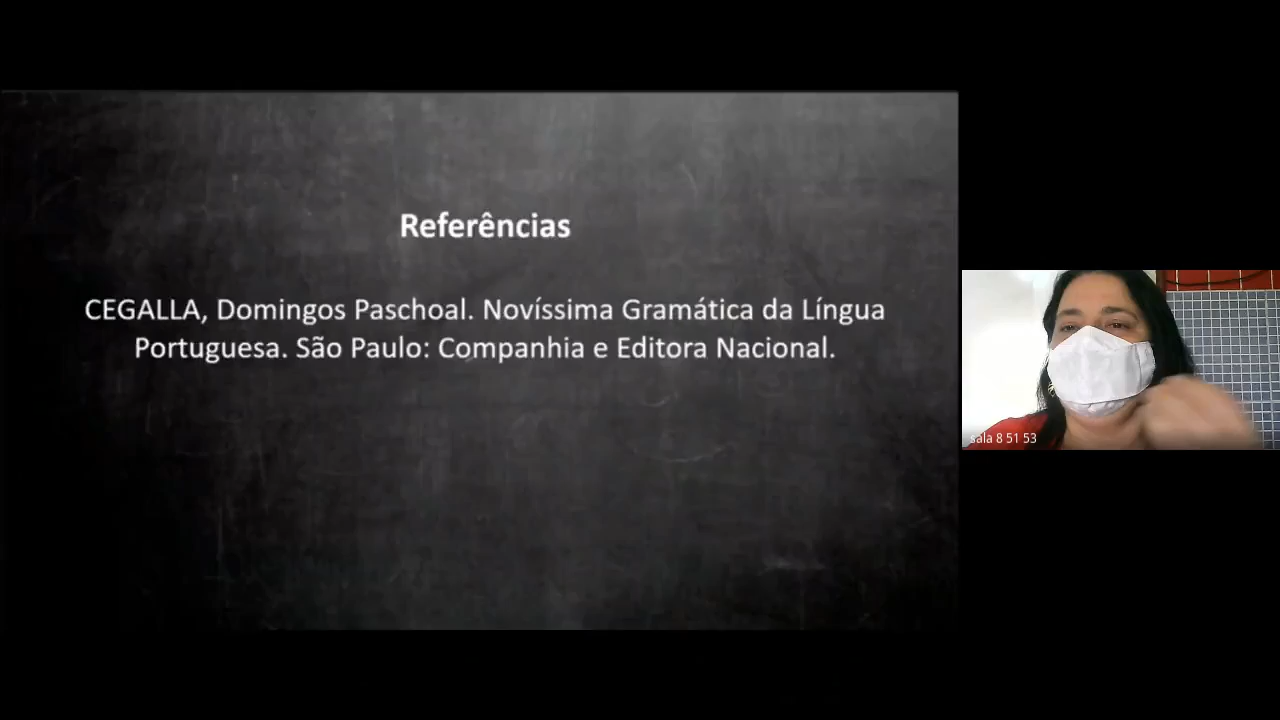 Referências
CEGALLA, Domingos Paschoal. Novíssima Gramática da Língua
Portuguesa. São Paulo: Companhia e Editora Nacional.
sala 8 51 53